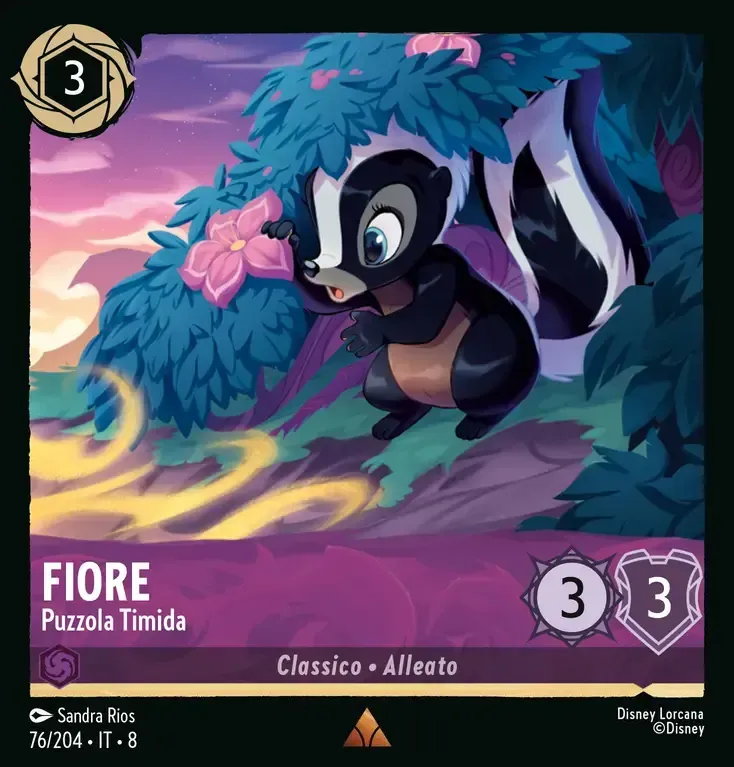 3
FIORE
Puzzola Timida
3
3
Classico • Alleato
Sandra Rios
76/204 • IT • 8
Disney Lorcana
©Disney